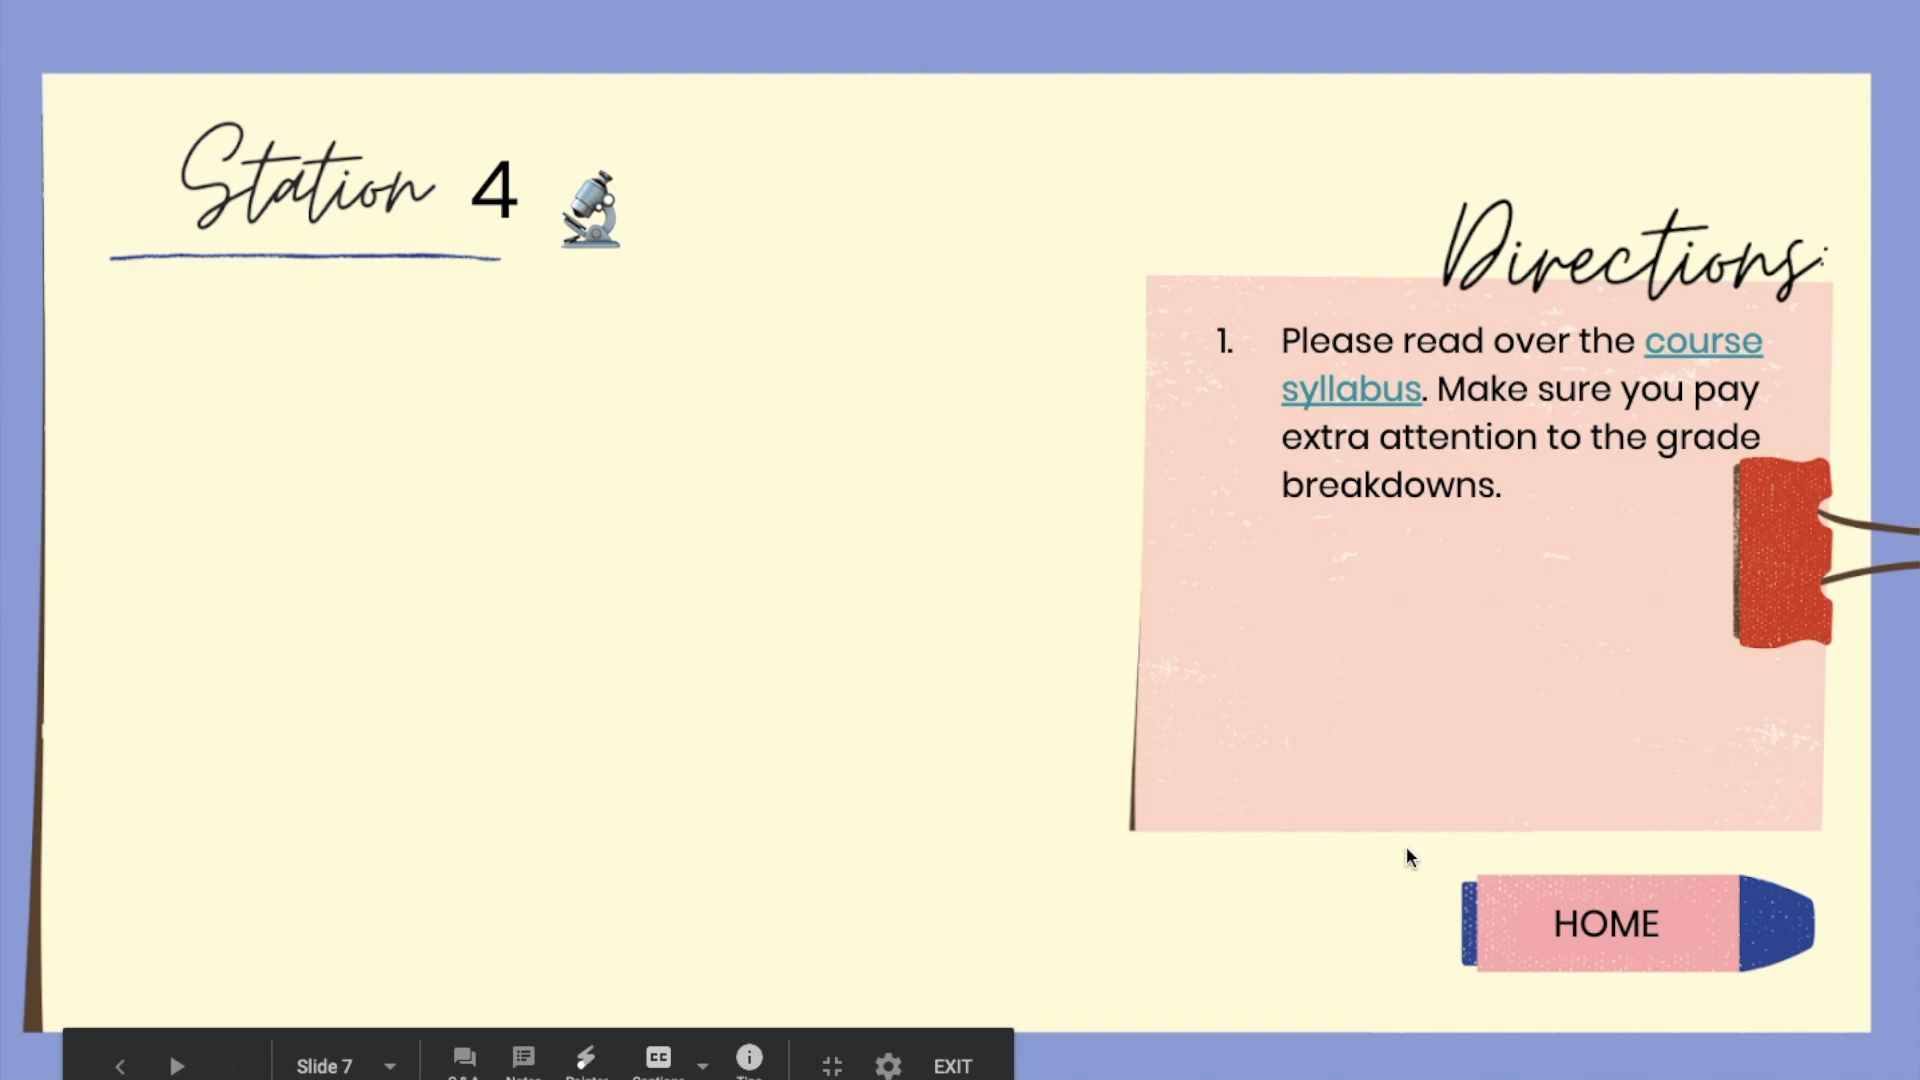 Station 4
Directions:
1. Please read over the course
syllabus. Make sure you pay
extra attention to the grade
breakdowns.
HOME
Slide 7
CC
EXIT